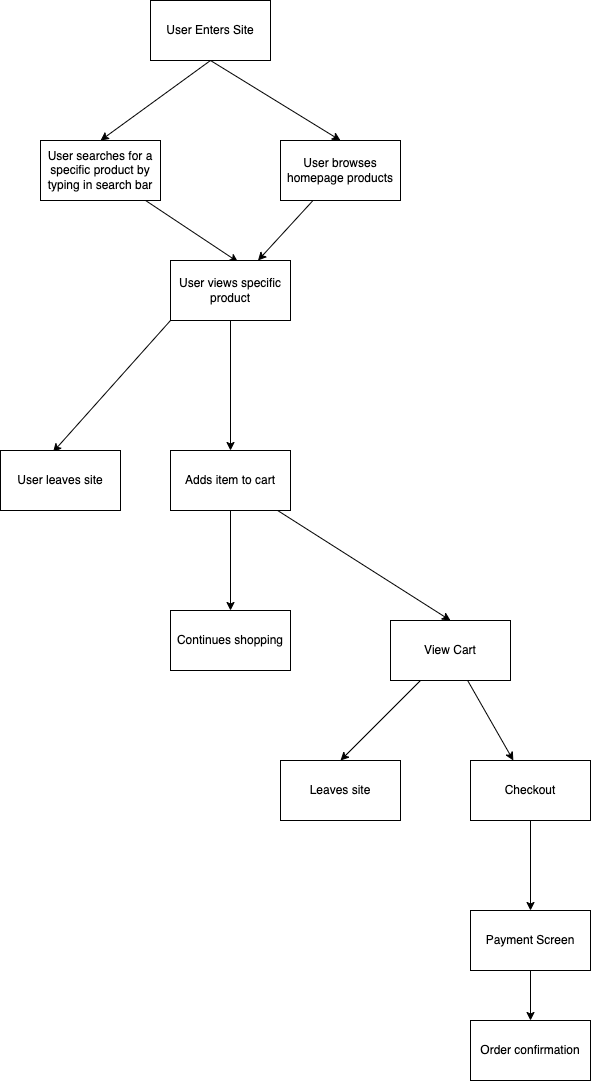 User Enters Site
User searches for a
specific product by
typing in search bar
User browses
homepage products
User views specific
product
User leaves site
Adds item to cart
Continues shopping
View Cart
Leaves site
Checkout
Payment Screen
Order confirmation